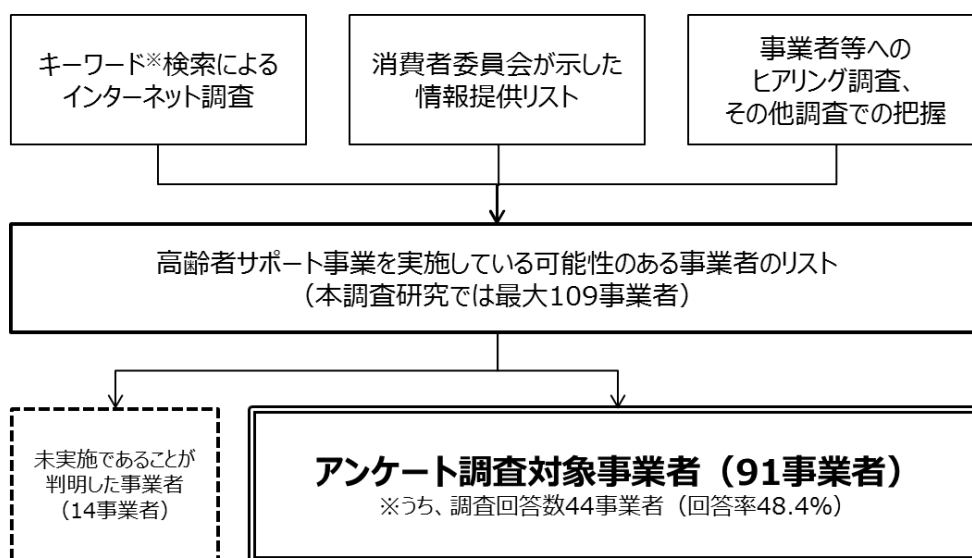 キーワード※検索による
インターネット調査
消費者委員会が示した
情報提供リスト
事業者等への
ヒアリング調査、
その他調査での把握
高齢者サポート事業を実施している可能性のある事業者のリスト
（本調査研究では最大109事業者）
未実施であることが
判明した事業者
（14事業者）
アンケート調査対象事業者（91事業者）
※うち、調査回答数44事業者（回答率48.4%）